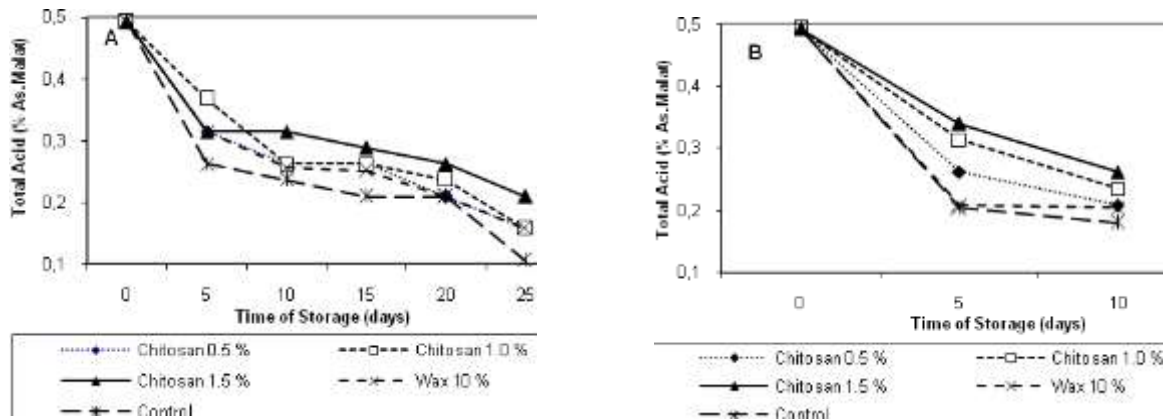 A
0,5
0,4
0,3
0,2
0,1
Total Acid (% As.Malat)
0 5 10 15 20 25
Time of Storage (days)
Chitosan 0.5 % Chitosan 1.0 %
Chitosan 1.5 % Wax 10 %
Control
B
0,5
0,4
0,3
0,2
0,1
Total Acid (% As.Malat)
0 5 10
Time of Storage (days)
Chitosan 0.5 % Chitosan 1.0 %
Chitosan 1.5 % Wax 10 %
Control